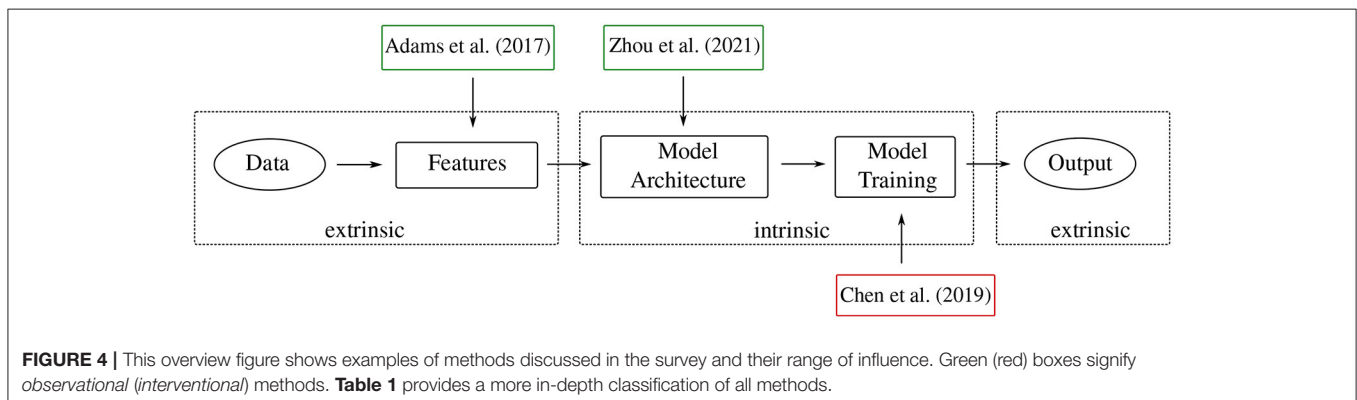 Adams et al. (2017)
Zhou et al. (2021)
Data
Features
Model
Architecture
Model
Training
Output
extrinsic
intrinsic
extrinsic
Chen et al. (2019)
FIGURE 4 | This overview figure shows examples of methods discussed in the survey and their range of influence. Green (red) boxes signify
observational (interventional) methods. Table 1 provides a more in-depth classification of all methods.